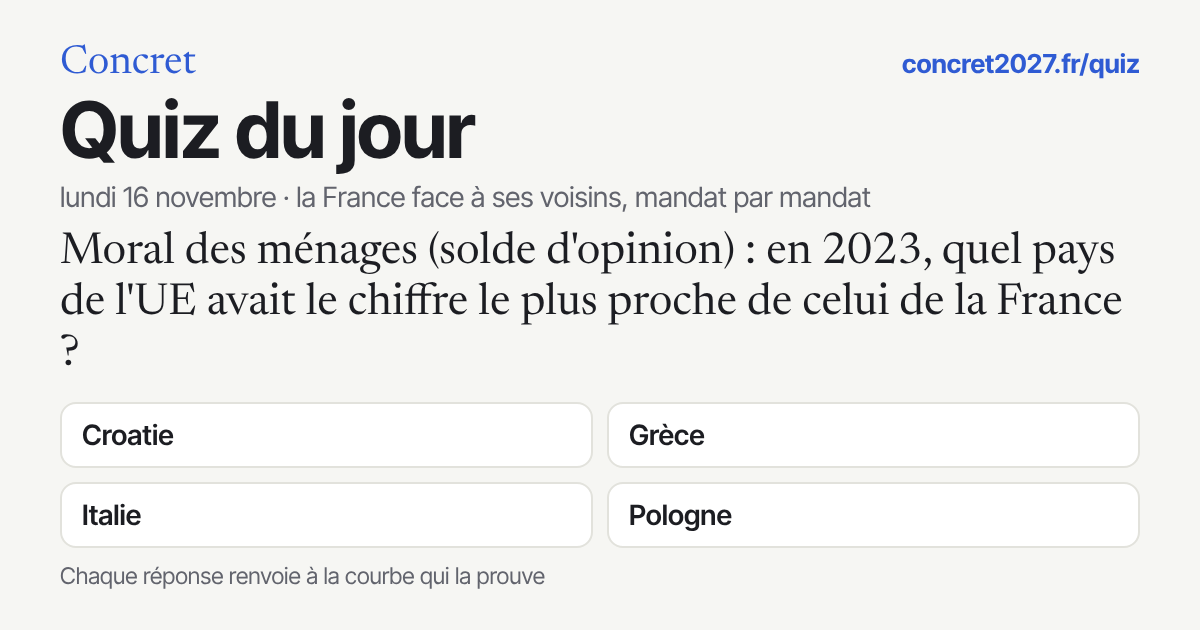 Concret
concret2027.fr/quiz
Quiz du jour
lundi 16 novembre · la France face à ses voisins, mandat par mandat
Moral des ménages (solde d'opinion) : en 2023, quel pays
de l'UE avait le chiffre le plus proche de celui de la France
?
Croatie
Grèce
Italie
Pologne
Chaque réponse renvoie à la courbe qui la prouve